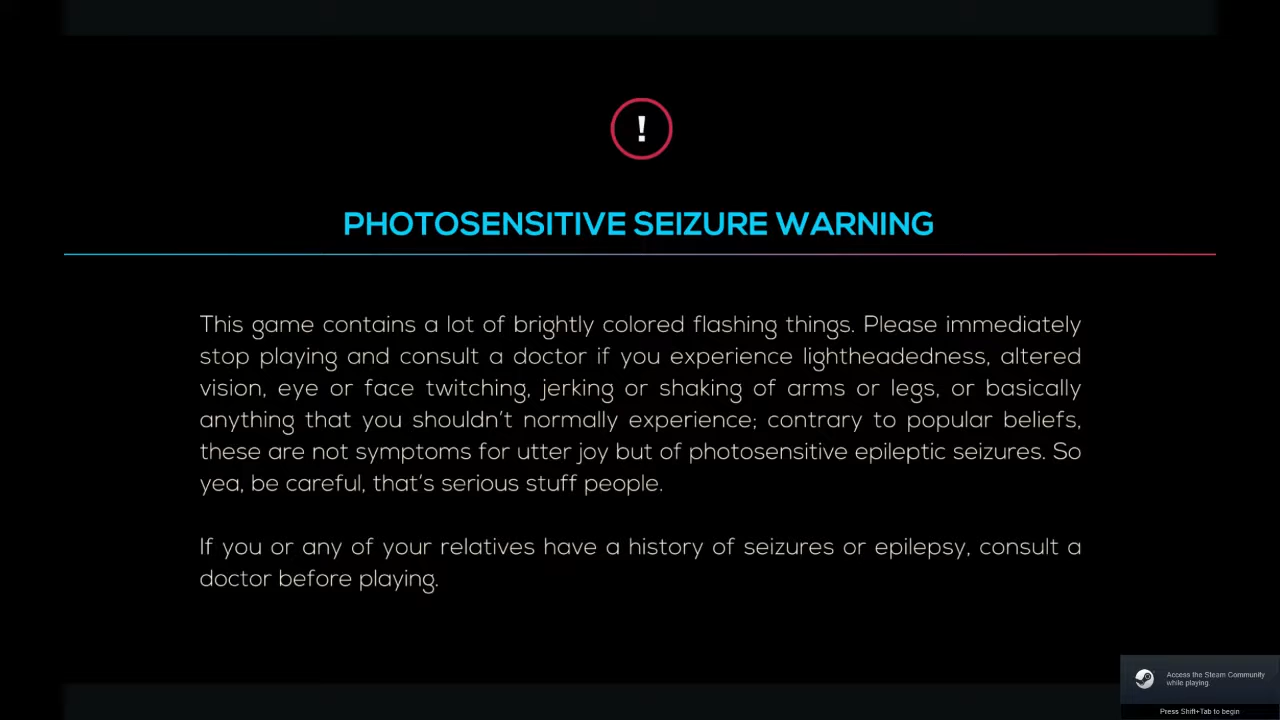 !
PHOTOSENSITIVE SEIZURE WARNING
This game contains a lot of brightly colored flashing things. Please immediately
stop playing and consult a doctor if you experience lightheadedness, altered
vision, eye or face twitching, jerking or shaking of arms or legs, or basically
anything that you shouldn't normally experience; contrary to popular beliefs,
these are not symptoms for utter joy but of photosensitive epileptic seizures. So
yea, be careful, that's serious stuff people.
If you or any of your relatives have a history of seizures or epilepsy, consult a
doctor before playing.
Access the Steam Community
while playing.
Press Shift+Tab to begin